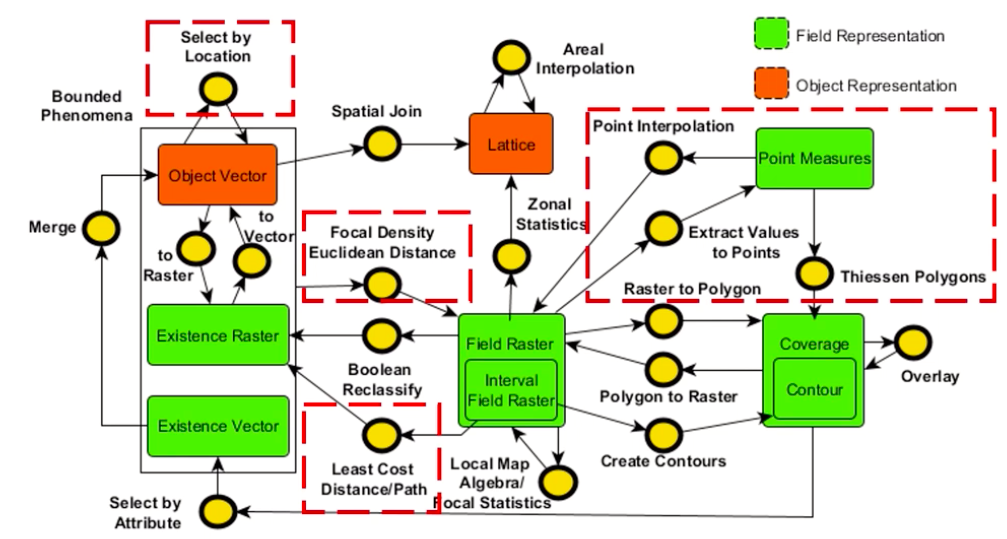 Select by
Location
Areal
Interpolation
Field Representation
Object Representation
Bounded
Phenomena
Spatial Join
Point Interpolation
Object Vector
Lattice
Point Measures
Merge
to
Raster
to
Vector
Focal Density
Euclidean Distance
Zonal
Statistics
Extract Values
to Points
Thiessen Polygons
Raster to Polygon
Existence Raster
Field Raster
Coverage
Boolean
Reclassify
Interval
Field Raster
Contour
Overlay
Polygon to Raster
Existence Vector
Least Cost
Distance/Path
Local Map
Algebra/
Focal Statistics
Create Contours
Select by
Attribute